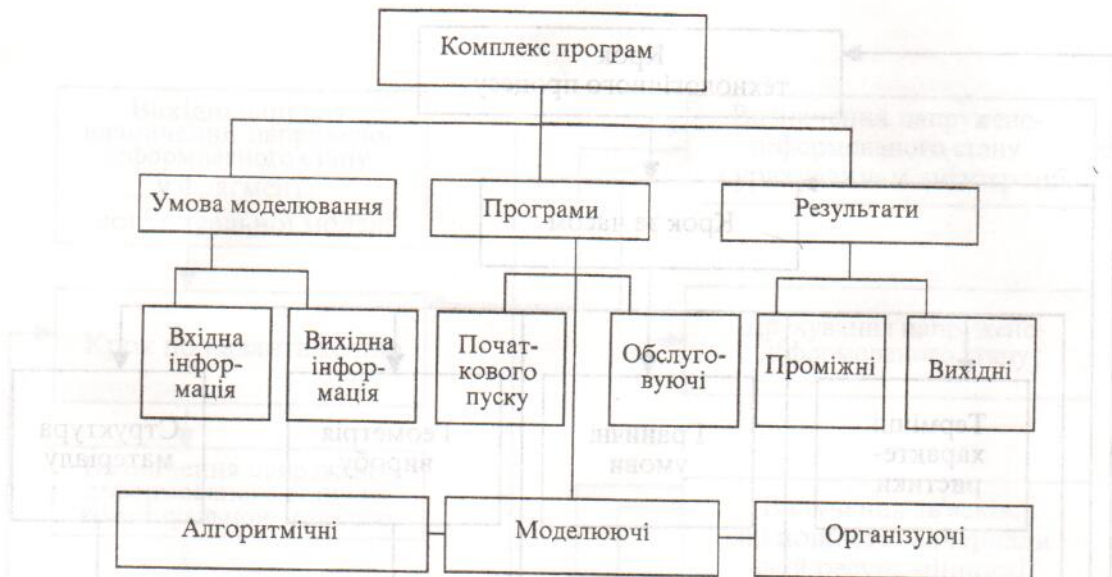 Комплекс програм
Умова моделювання
Програми
Результати
Вхідна
інфор-
мація
Вихідна
інфор-
мація
Почат-
кового
пуску
Обслуго-
вуючі
Проміжні
Вихідні
Алгоритмічні
Моделюючі
Організуючі